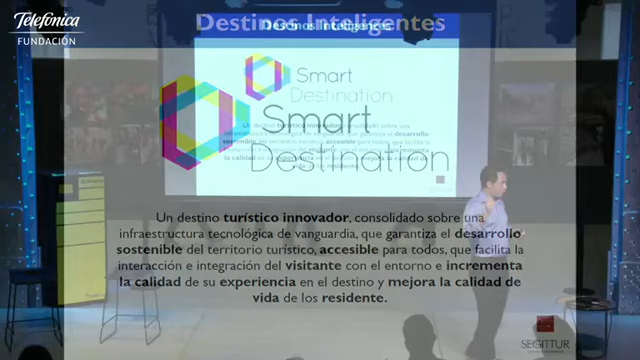 Telefónica
FUNDACIÓN
Destinos Inteligentes
Destinos Inteligentes
Smart
Destination
Smart
Destination
Un destino turístico innovador, consolidado sobre una
infraestructura tecnológica de vanguardia, que garantiza el desarrollo
sostenible del territorio turístico, accesible para todos, que facilita la
interacción e integración del visitante con el entorno e incrementa
la calidad de su experiencia en el destino y mejora la calidad de
vida de los residente.
SEGITTUR